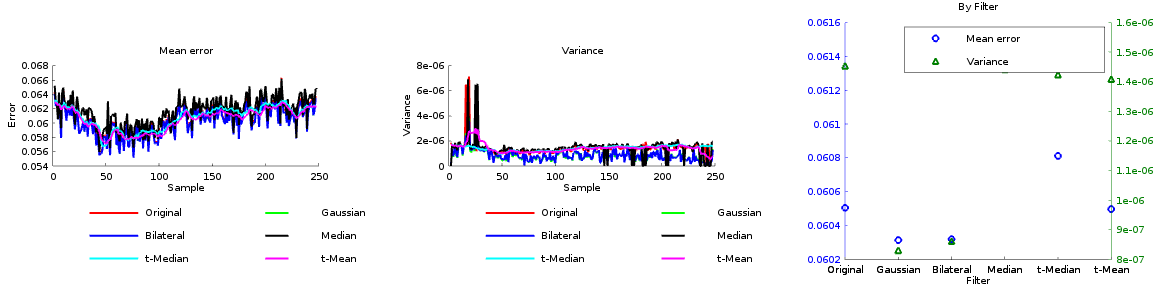 Mean error
0.068
0.066
0.064
0.062
0.06
0.058
0.056
0.054
Error
0 50 100 150 200 250
Sample
Original Gaussian
Bilateral Median
t-Median t-Mean
Variance
8e-06
6e-06
4e-06
2e-06
0
Variance
0 50 100 150 200 250
Sample
Original Gaussian
Bilateral Median
t-Median t-Mean
By Filter
0.0616
0.0614
0.0612
0.061
0.0608
0.0606
0.0604
0.0602
Mean error
Variance
1.6e-06
1.5e-06
1.4e-06
1.3e-06
1.2e-06
1.1e-06
1e-06
9e-07
8e-07
Original Gaussian Bilateral Median t-Median t-Mean
Filter